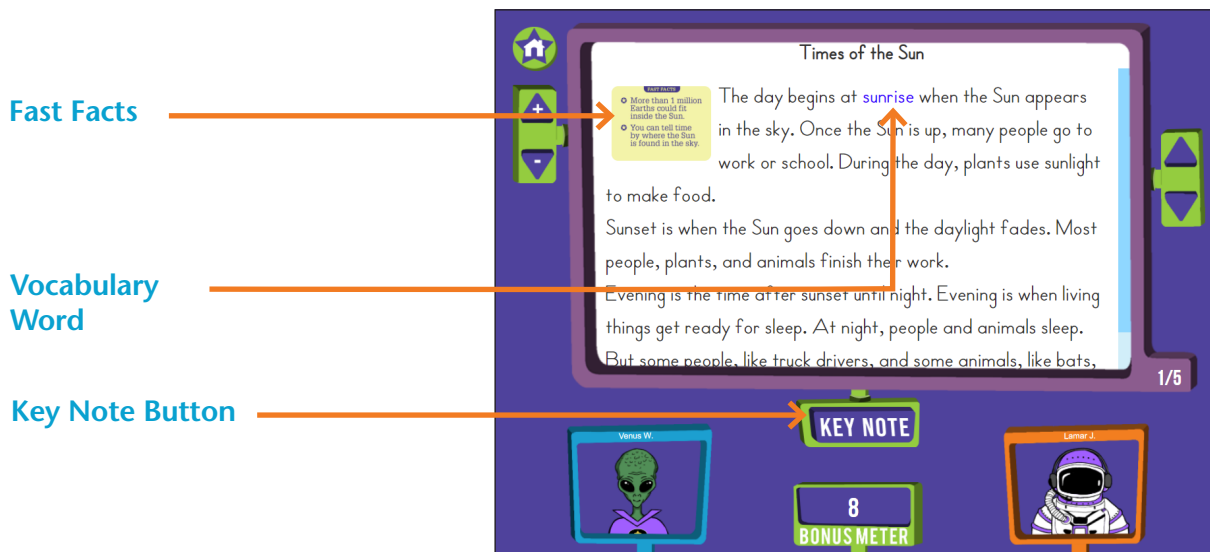 Times of the Sun
Fast Facts
+
-
FAST FACTS
More than 1 million
Earths could fit
inside the Sun.
You can tell time
by where the Sun
is found in the sky.
The day begins at sunrise when the Sun appears
in the sky. Once the Sun is up, many people go to
work or school. During the day, plants use sunlight
to make food.
Sunset is when the Sun goes down and the daylight fades. Most
people, plants, and animals finish their work.
Evening is the time after sunset until night. Evening is when living
things get ready for sleep. At night, people and animals sleep.
But some people, like truck drivers, and some animals, like bats,
Vocabulary
Word
1/5
Key Note Button
KEY NOTE
Venus W.
Lamar J.
8
BONUS METER